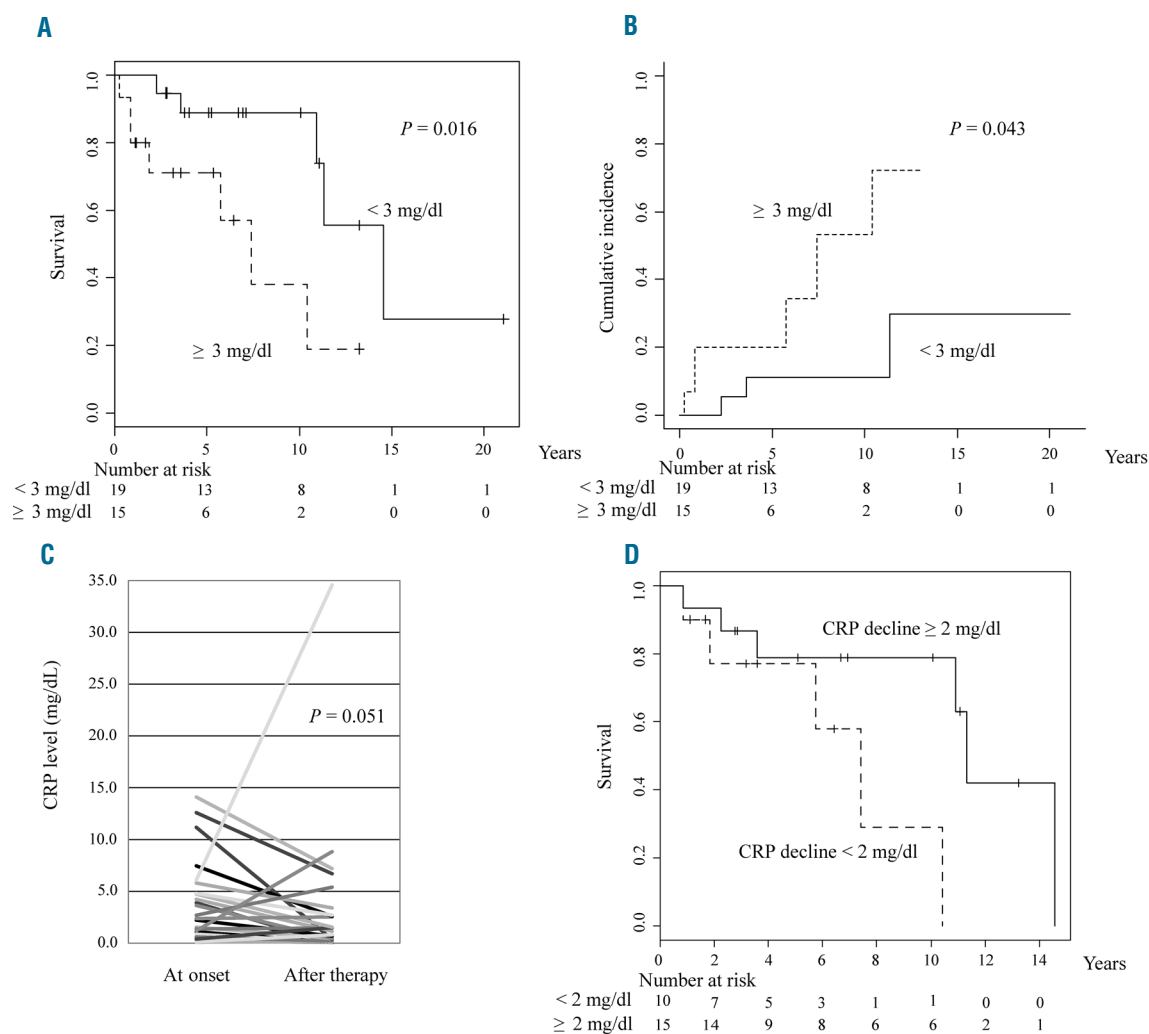 A
1.0
0.8
0.6
0.4
0.2
0.0
Survival
P = 0.016
< 3 mg/dl
≥ 3 mg/dl
0 5 10 15 20 Years
Number at risk
< 3 mg/dl 19 13 8 1 1
≥ 3 mg/dl 15 6 2 0 0
B
1.0
0.8
0.6
0.4
0.2
0.0
Cumulative incidence
P = 0.043
≥ 3 mg/dl
< 3 mg/dl
0 5 10 15 20 Years
Number at risk
< 3 mg/dl 19 13 8 1 1
≥ 3 mg/dl 15 6 2 0 0
C
35.0
30.0
25.0
20.0
15.0
10.0
5.0
0.0
CRP level (mg/dL)
P = 0.051
At onset After therapy
D
1.0
0.8
0.6
0.4
0.2
0.0
Survival
CRP decline ≥ 2 mg/dl
CRP decline < 2 mg/dl
0 2 4 6 8 10 12 14 Years
Number at risk
< 2 mg/dl 10 7 5 3 1 1 0 0
≥ 2 mg/dl 15 14 9 8 6 6 2 1